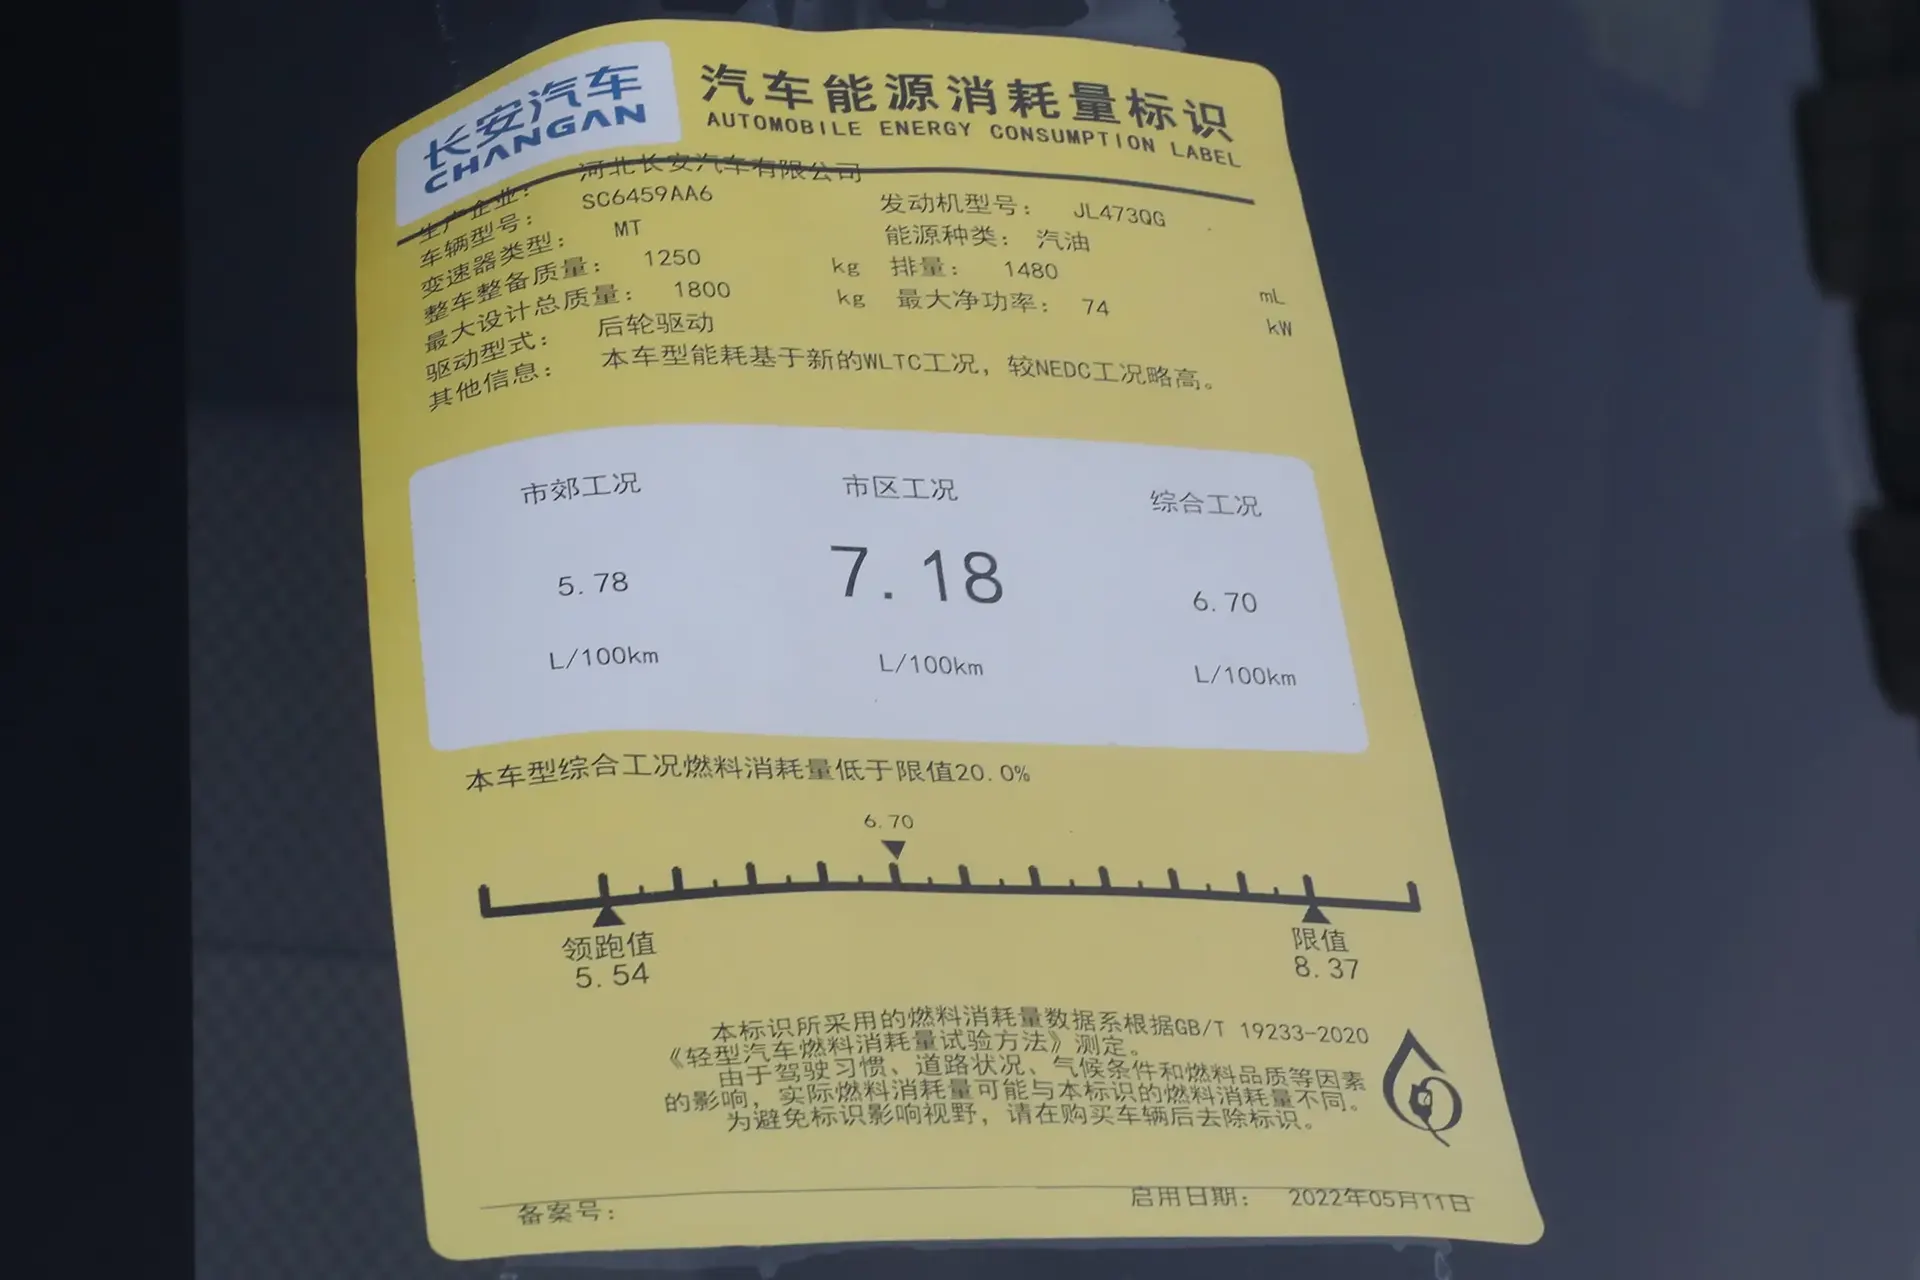 长安汽车
CHANGAN
汽车能源消耗量标识
AUTOMOBILE ENERGY CONSUMPTION LABEL
生产企业： 河北长安汽车有限公司
车辆型号： SC6459AA6 发动机型号： JL473QG
变速器类型： MT 能源种类： 汽油
整车整备质量： 1250 kg 排量： 1480 mL
最大设计总质量： 1800 kg 最大净功率： 74 kW
驱动型式： 后轮驱动
其他信息： 本车型能耗基于新的WLTC工况，较NEDC工况略高。
市郊工况 市区工况 综合工况
5.78 7.18 6.70
L/100km L/100km L/100km
本车型综合工况燃料消耗量低于限值20.0%
6.70
领跑值 限值
5.54 8.37
本标识所采用的燃料消耗量数据系根据GB/T 19233-2020
《轻型汽车燃料消耗量试验方法》测定。
由于驾驶习惯、道路状况、气候条件和燃料品质等因素
的影响，实际燃料消耗量可能与本标识的燃料消耗量不同。
为避免标识影响视野，请在购买车辆后去除标识。
备案号： 启用日期： 2022年05月11日